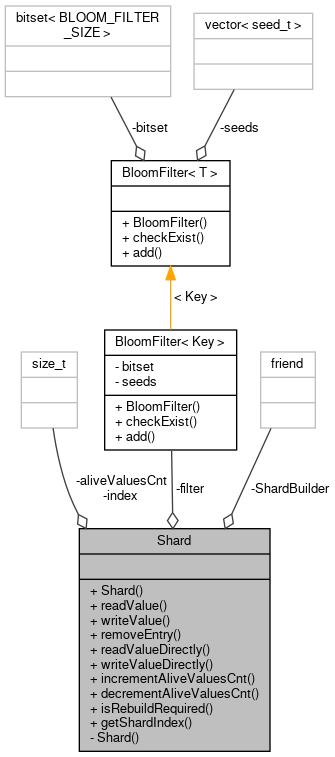 bitset< BLOOM_FILTER
_SIZE >
vector< seed_t >
-bitset
-seeds
BloomFilter< T >
+ BloomFilter()
+ checkExist()
+ add()
< Key >
BloomFilter< Key >
- bitset
- seeds
+ BloomFilter()
+ checkExist()
+ add()
size_t
friend
-aliveValuesCnt
-index
-filter
-ShardBuilder
Shard
+ Shard()
+ readValue()
+ writeValue()
+ removeEntry()
+ readValueDirectly()
+ writeValueDirectly()
+ incrementAliveValuesCnt()
+ decrementAliveValuesCnt()
+ isRebuildRequired()
+ getShardIndex()
- Shard()